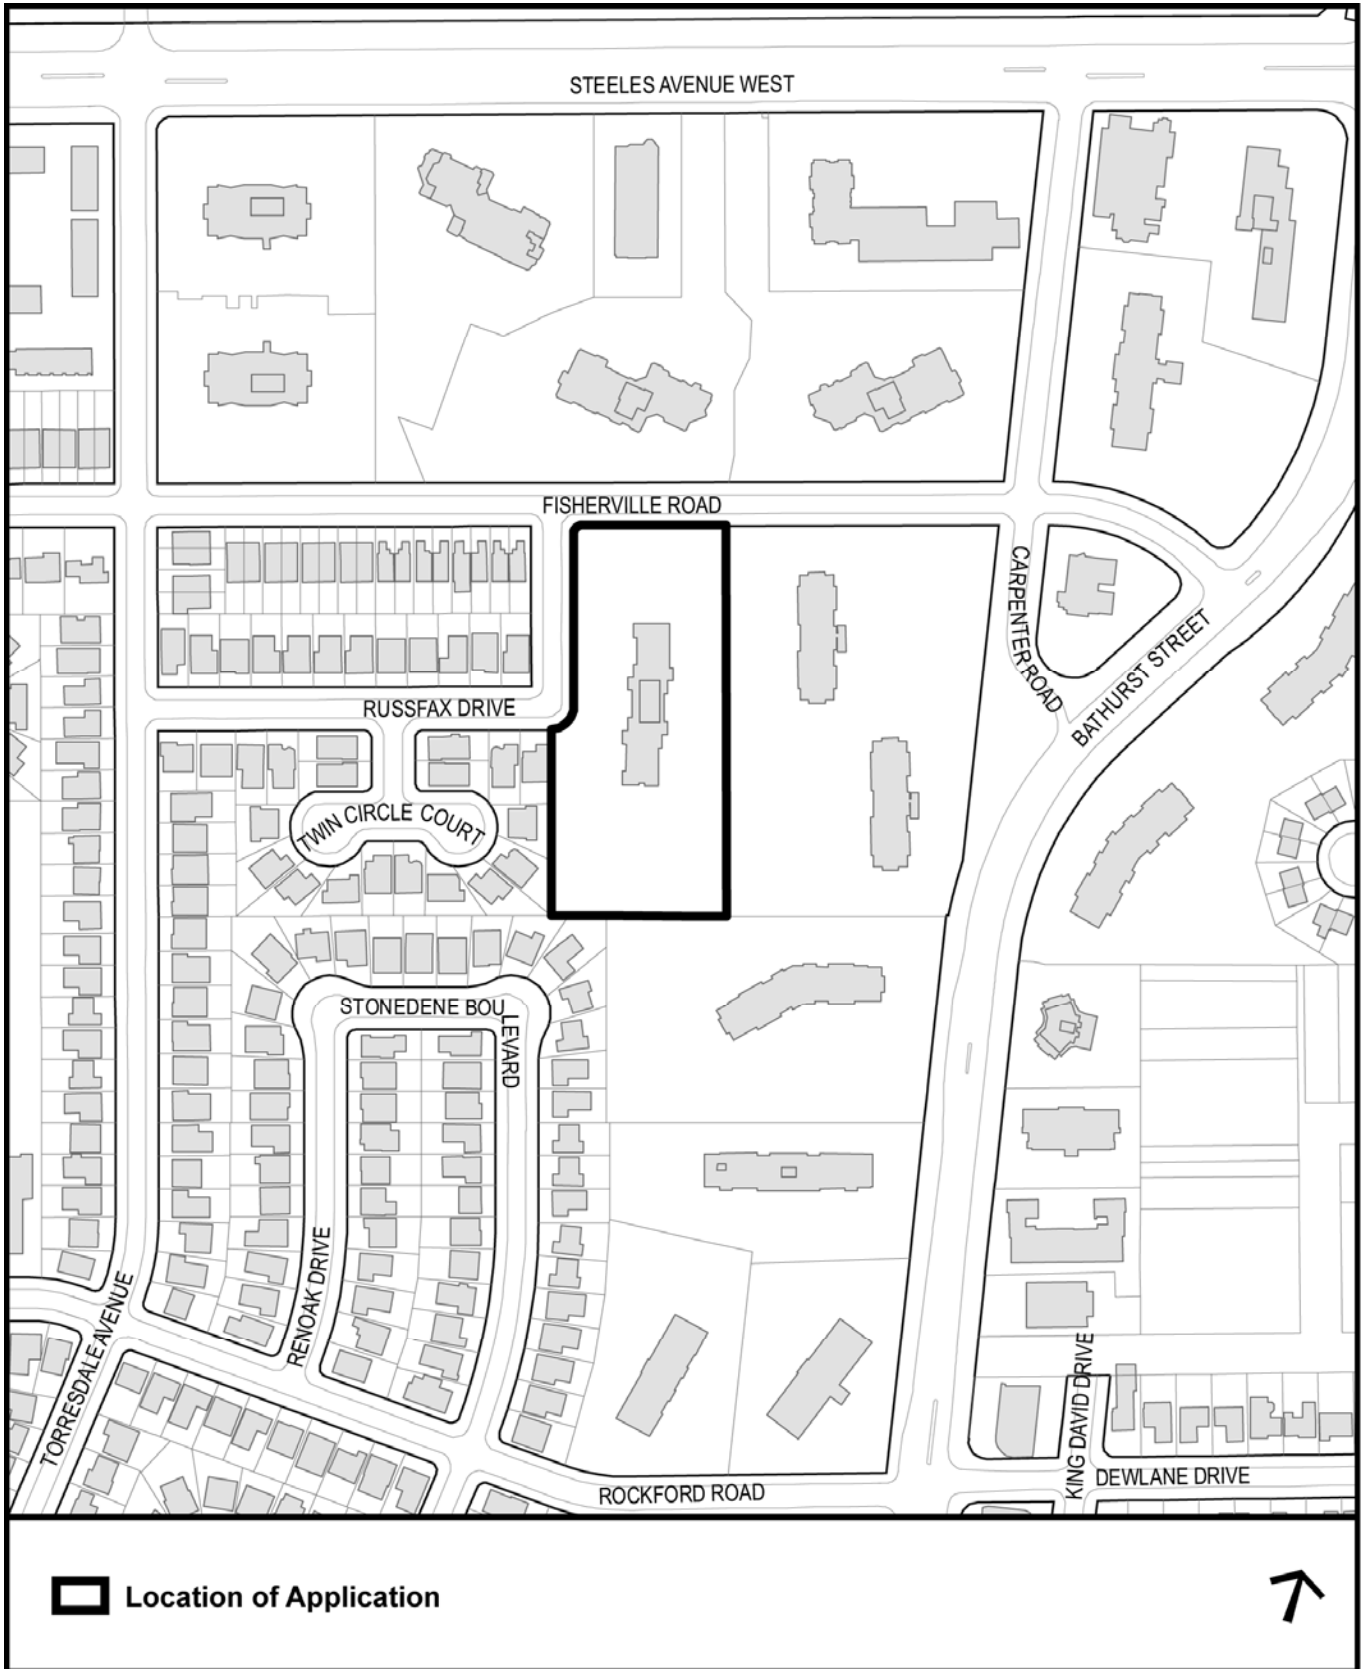 STEELES AVENUE WEST
FISHERVILLE ROAD
CARPENTER ROAD
BATHURST STREET
RUSSFAX DRIVE
TWIN CIRCLE COURT
STONEDENE BOULEVARD
RENOAK DRIVE
TORRESDALE AVENUE
KING DAVID DRIVE
DEWLANE DRIVE
ROCKFORD ROAD
Location of Application